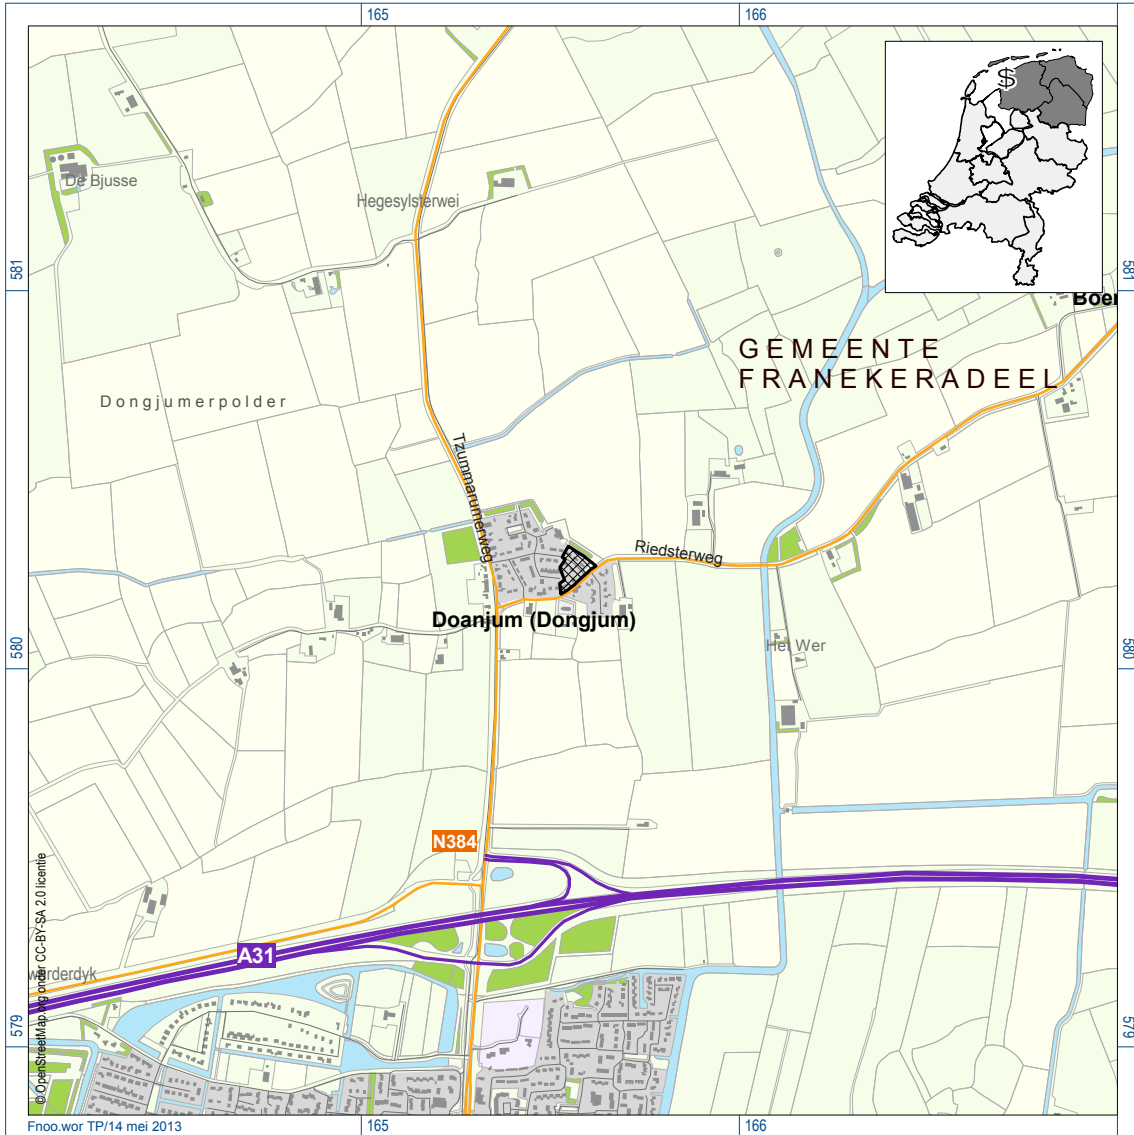 165
166
$
De Bjusse
Hegesylsterwei
581
581
Boer
GEMEENTE
FRANEKERADEEL
Dongjumerpolder
Tzummarumerweg
Riedsterweg
Doanjum (Dongjum)
580
580
Het Wer
N384
A31
warderdyk
© OpenStreetMap.org onder CC-BY-SA 2.0 licentie
579
579
Fnoo.wor TP/14 mei 2013
165
166